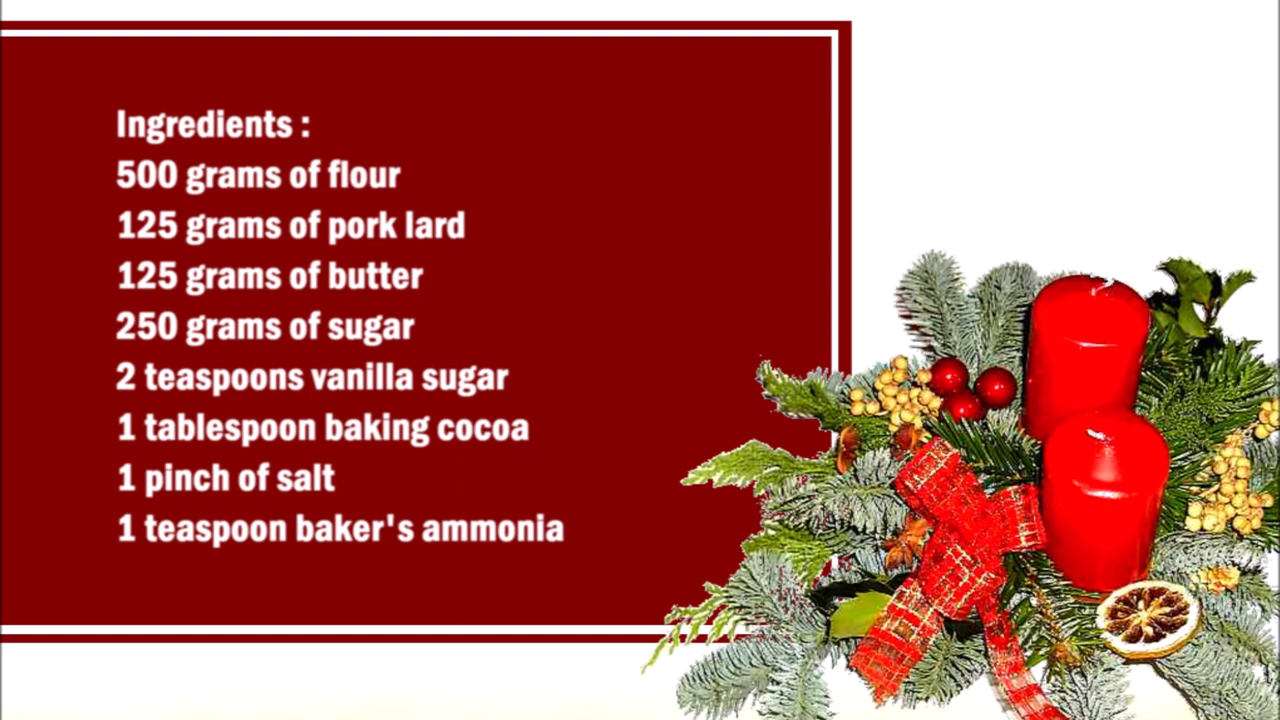 Ingredients :
500 grams of flour
125 grams of pork lard
125 grams of butter
250 grams of sugar
2 teaspoons vanilla sugar
1 tablespoon baking cocoa
1 pinch of salt
1 teaspoon baker's ammonia